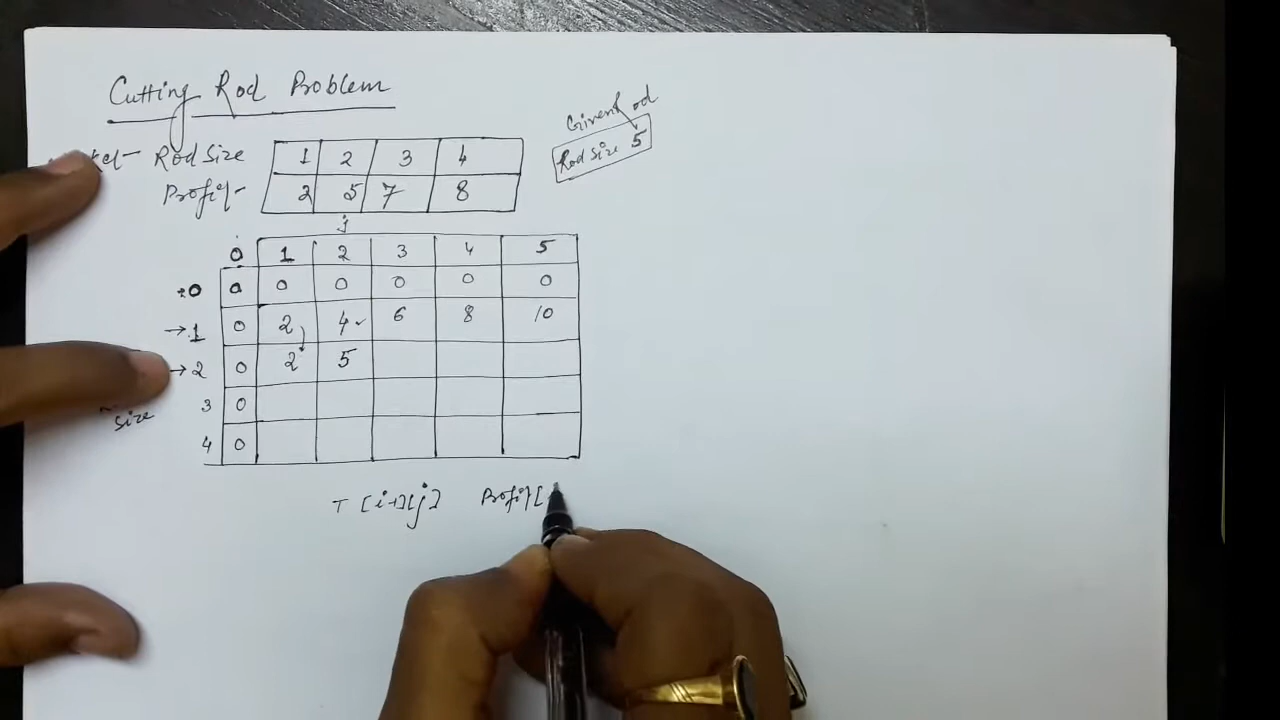 Cutting Rod Problem
Given Rod
Rod Size 5
Rod Size 1 2 3 4
Profit- 2 5 7 8
j
0 1 2 3 4 5
0 0 0 0 0 0 0
→1 0 2 4 6 8 10
→2 0 2 5
3 0
size
4 0
T [i-1][j] Profit[